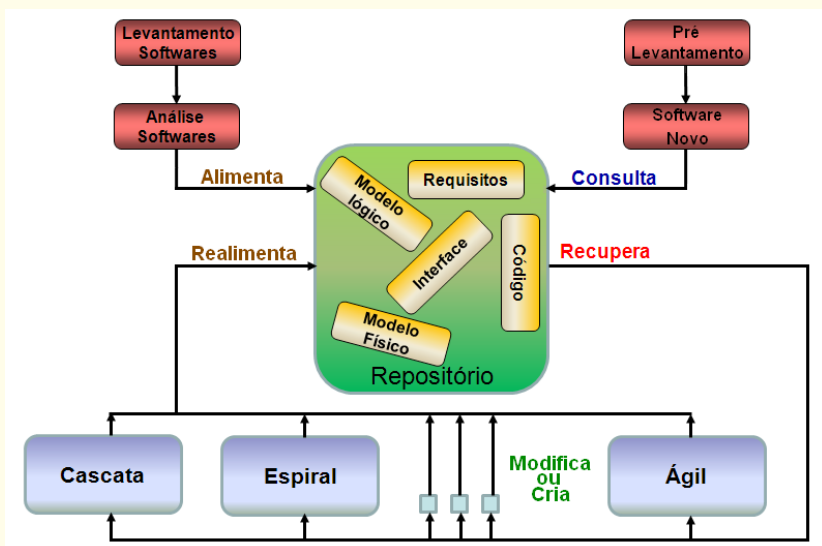 Levantamento
Softwares
Pré
Levantamento
Análise
Softwares
Software
Novo
Alimenta
Consulta
Modelo
lógico
Requisitos
Realimenta
Interface
Código
Recupera
Modelo
Físico
Repositório
Cascata
Espiral
Modifica
ou
Cria
Ágil